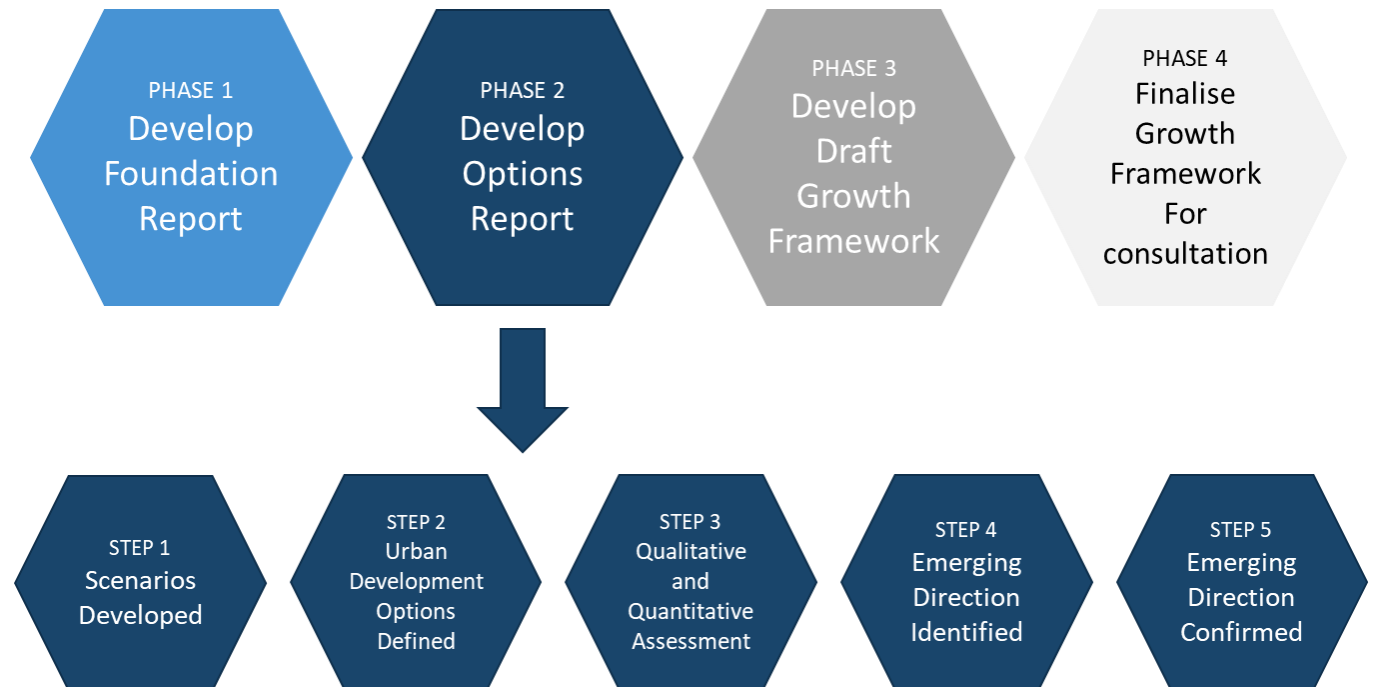 PHASE 1
Develop
Foundation
Report
PHASE 2
Develop
Options
Report
PHASE 3
Develop
Draft
Growth
Framework
PHASE 4
Finalise
Growth
Framework
For
consultation
STEP 1
Scenarios
Developed
STEP 2
Urban
Development
Options
Defined
STEP 3
Qualitative
and
Quantitative
Assessment
STEP 4
Emerging
Direction
Identified
STEP 5
Emerging
Direction
Confirmed